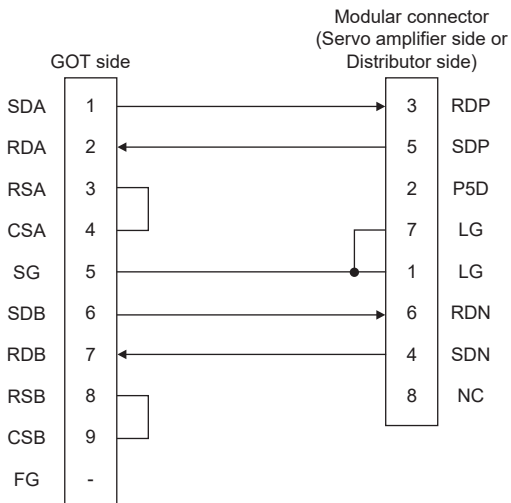 Modular connector
(Servo amplifier side or
Distributor side)
GOT side
SDA 1 3 RDP
RDA 2 5 SDP
RSA 3 2 P5D
CSA 4 7 LG
SG 5 1 LG
SDB 6 6 RDN
RDB 7 4 SDN
RSB 8 8 NC
CSB 9
FG -